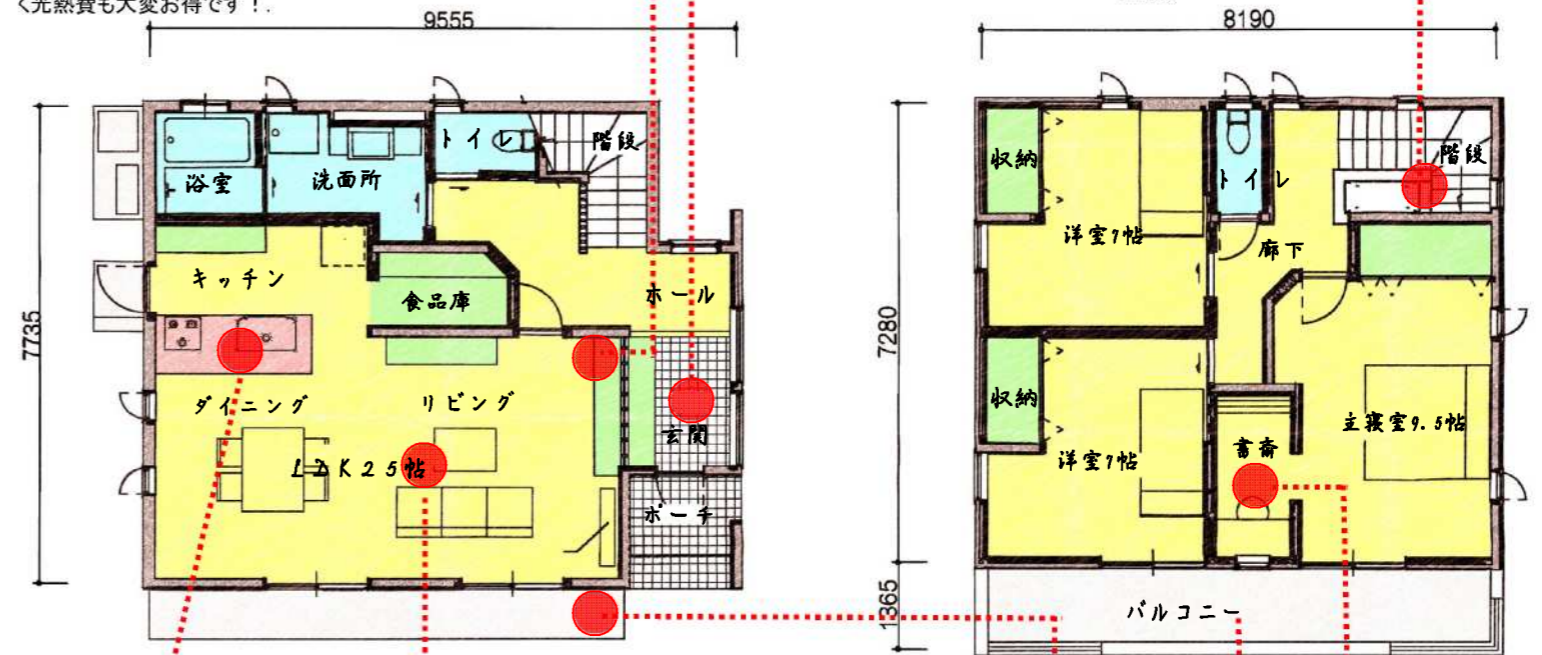 く光熱費も大変お得です！.
9555
8190
トイレ
階段
浴室
洗面所
キッチン
食品庫
ホール
7735
ダイニング
リビング
玄関
LDK25帖
ポーチ
収納
トイレ
階段
洋室7帖
廊下
7280
収納
洋室7帖
書斎
主寝室9.5帖
1365
バルコニー